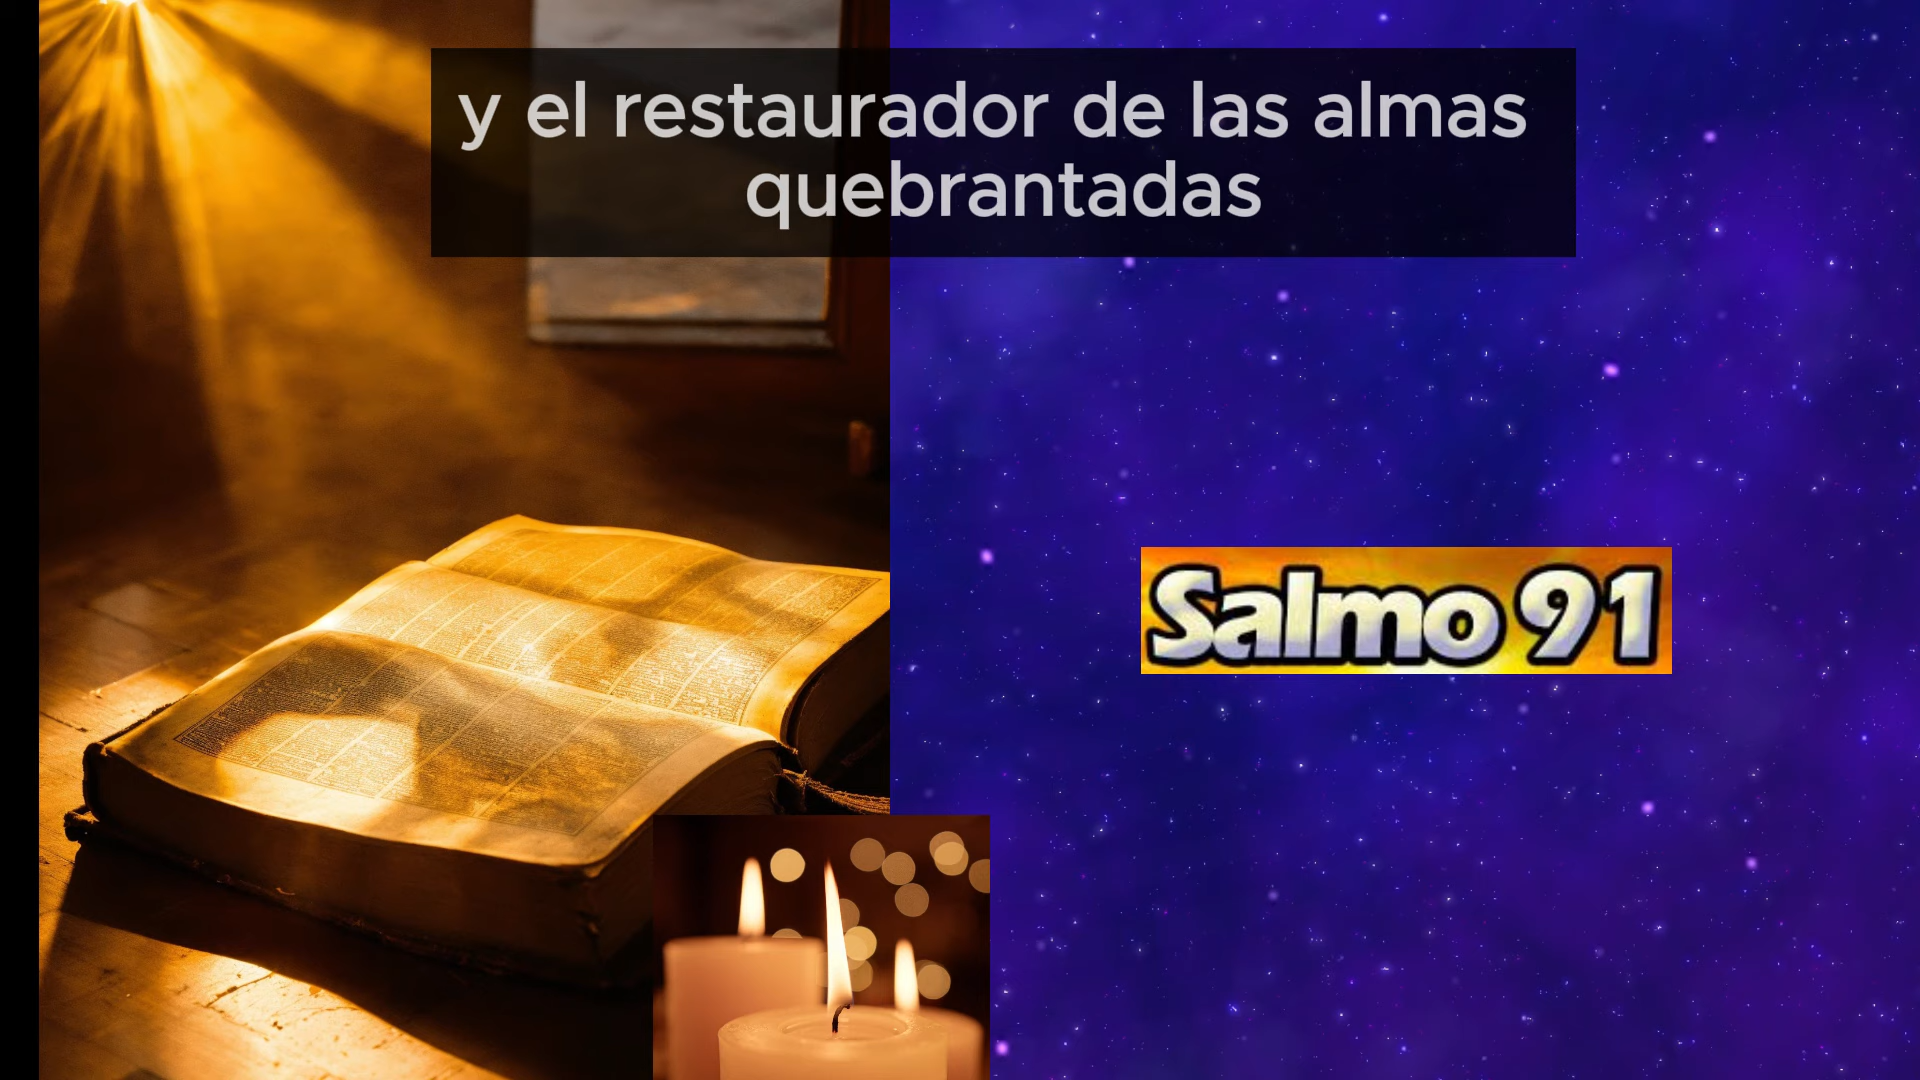 y el restaurador de las almas
quebrantadas
Salmo 91